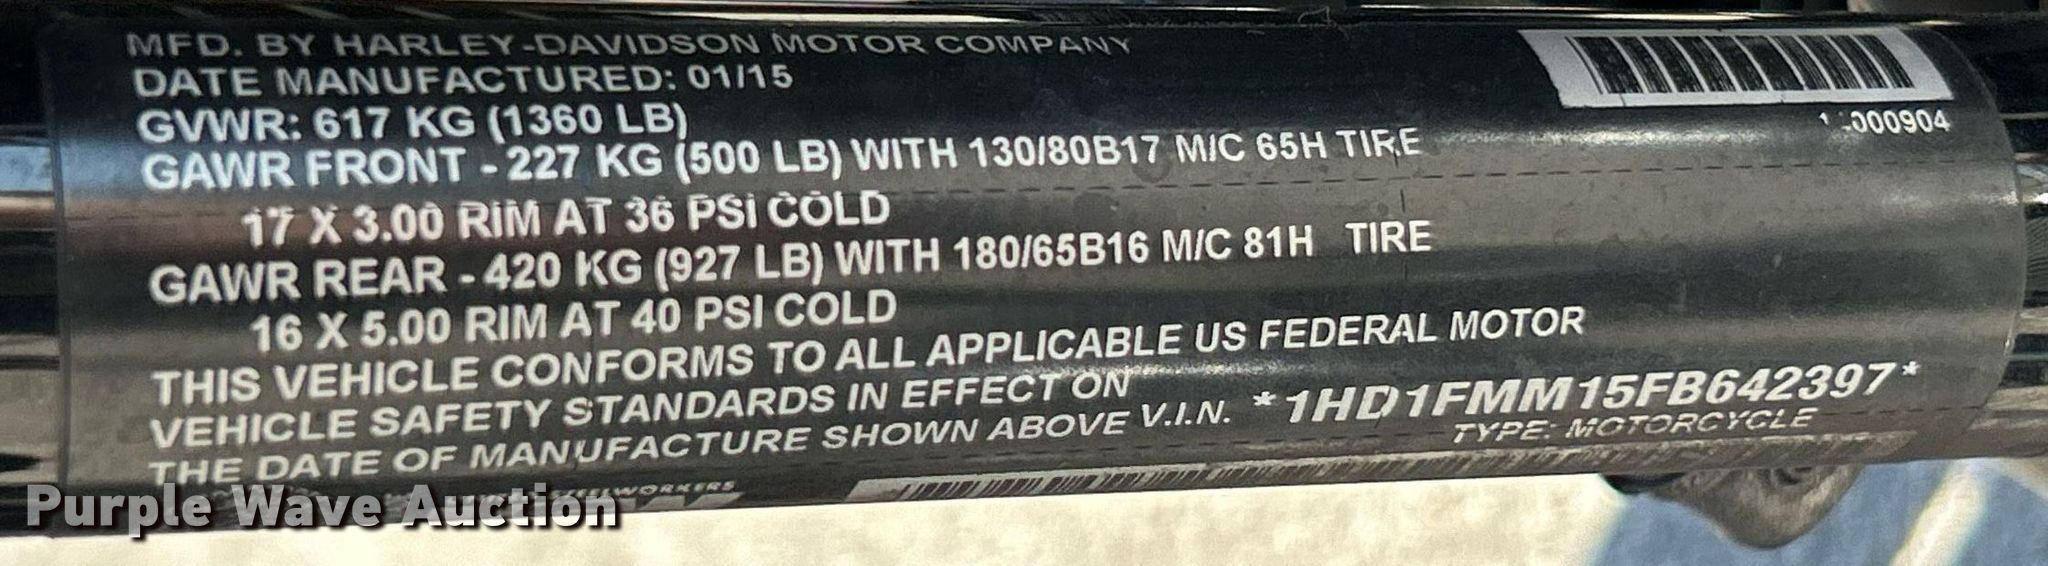 MFD. BY HARLEY-DAVIDSON MOTOR COMPANY
DATE MANUFACTURED: 01/15
GVWR: 617 KG (1360 LB)
000904
GAWR FRONT - 227 KG (500 LB) WITH 130/80B17 M/C 65H TIRE
17 X 3.00 RIM AT 36 PSI COLD
GAWR REAR - 420 KG (927 LB) WITH 180/65B16 M/C 81H TIRE
16 X 5.00 RIM AT 40 PSI COLD
THIS VEHICLE CONFORMS TO ALL APPLICABLE US FEDERAL MOTOR
VEHICLE SAFETY STANDARDS IN EFFECT ON
THE DATE OF MANUFACTURE SHOWN ABOVE V.I.N. *1HD1FMM15FB642397*
TYPE: MOTORCYCLE
STEELWORKERS
Purple Wave Auction